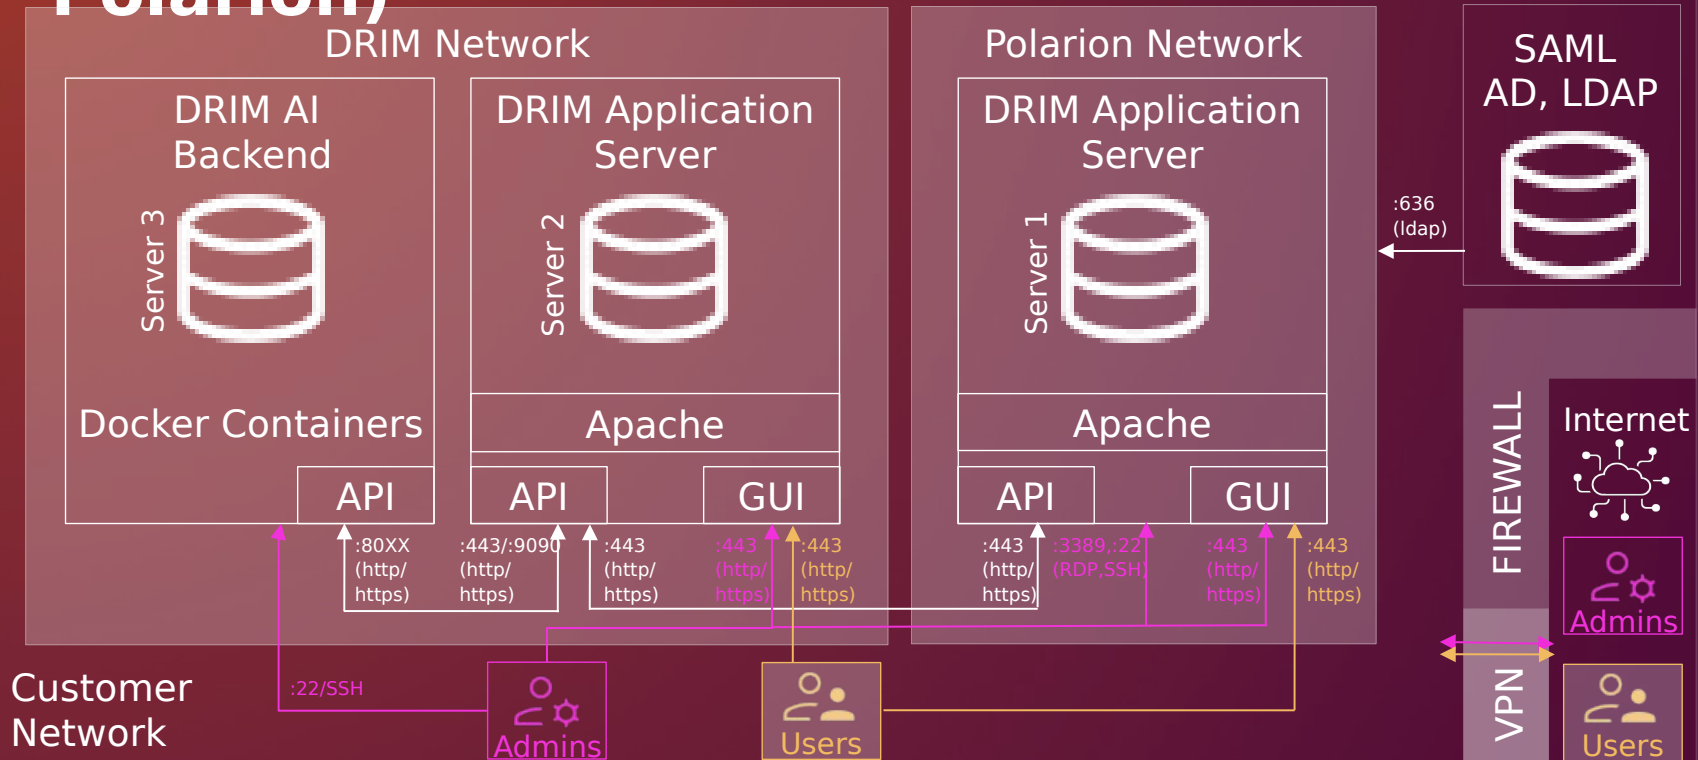 Polarion)
DRIM Network
DRIM AI
Backend
Server 3
Docker Containers
API
DRIM Application
Server
Server 2
Apache
API
GUI
Polarion Network
DRIM Application
Server
Server 1
Apache
API
GUI
SAML
AD, LDAP
:636
(ldap)
:80XX
(http/
https)
:443/:9090
(http/
https)
:443
(http/
https)
:443
(http/
https)
:443
(http/
https)
:443
(http/
https)
:3389,:22
(RDP,SSH)
:443
(http/
https)
:443
(http/
https)
:22/SSH
Customer
Network
Admins
Users
FIREWALL
VPN
Internet
Admins
Users